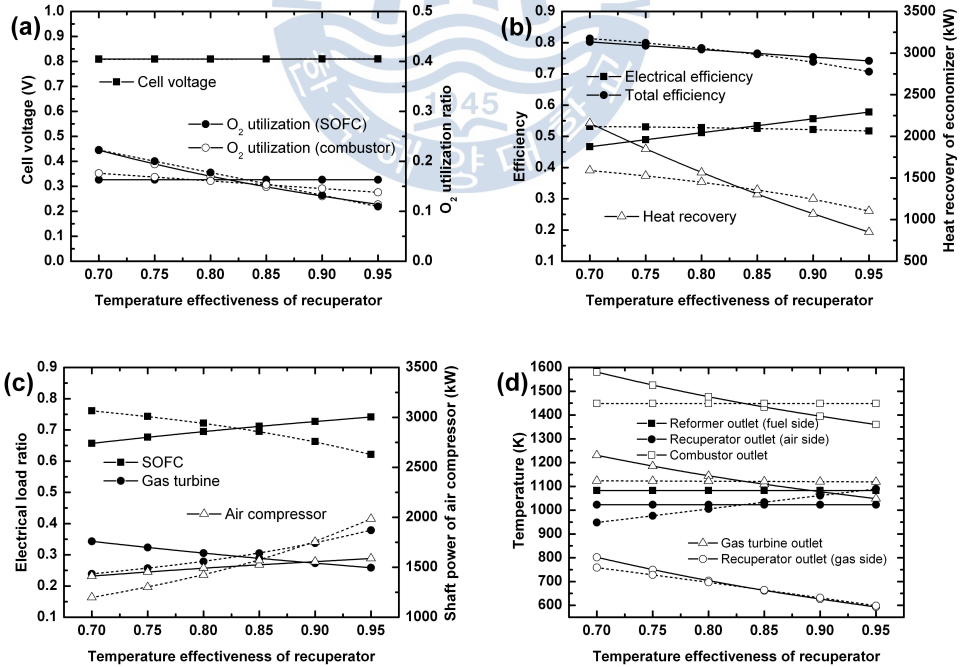 (a)
0.9
0.8
0.7
0.6
0.5
0.4
0.3
0.2
0.1
0.0
Cell voltage (V)
Cell voltage
O2 utilization (SOFC)
O2 utilization (combustor)
0.5
0.4
0.3
0.2
0.1
0.0
O2 utilization ratio
0.70 0.75 0.80 0.85 0.90 0.95
Temperature effectiveness of recuperator
(b)
0.9
0.8
0.7
0.6
0.5
0.4
0.3
0.2
0.1
Efficiency
Electrical efficiency
Total efficiency
Heat recovery
3500
3000
2500
2000
1500
1000
500
Heat recovery of economizer (kW)
0.70 0.75 0.80 0.85 0.90 0.95
Temperature effectiveness of recuperator
1945
(c)
0.9
0.8
0.7
0.6
0.5
0.4
0.3
0.2
0.1
Electrical load ratio
SOFC
Gas turbine
Air compressor
3500
3000
2500
2000
1500
1000
Shaft power of air compressor (kW)
0.70 0.75 0.80 0.85 0.90 0.95
Temperature effectiveness of recuperator
(d)
1600
1500
1400
1300
1200
1100
1000
900
800
700
600
Temperature (K)
Reformer outlet (fuel side)
Recuperator outlet (air side)
Combustor outlet
Gas turbine outlet
Recuperator outlet (gas side)
0.70 0.75 0.80 0.85 0.90 0.95
Temperature effectiveness of recuperator